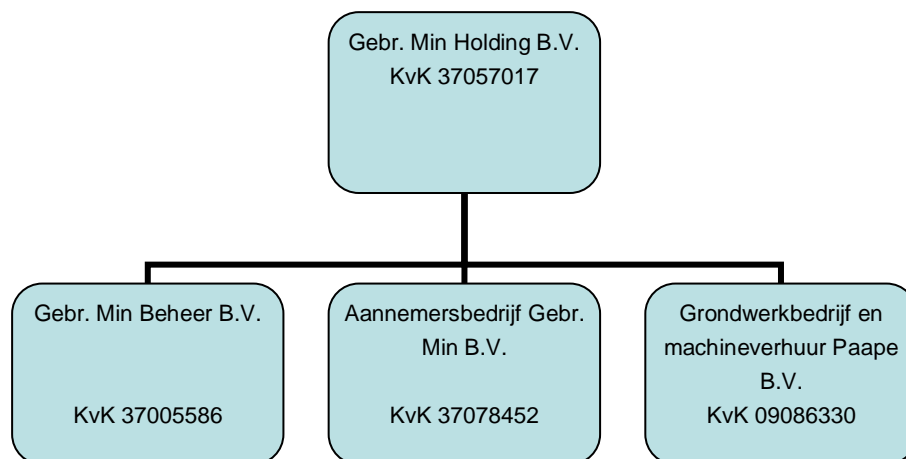 Gebr. Min Holding B.V.
KvK 37057017
Gebr. Min Beheer B.V.
KvK 37005586
Aannemersbedrijf Gebr.
Min B.V.
KvK 37078452
Grondwerkbedrijf en
machineverhuur Paape
B.V.
KvK 09086330